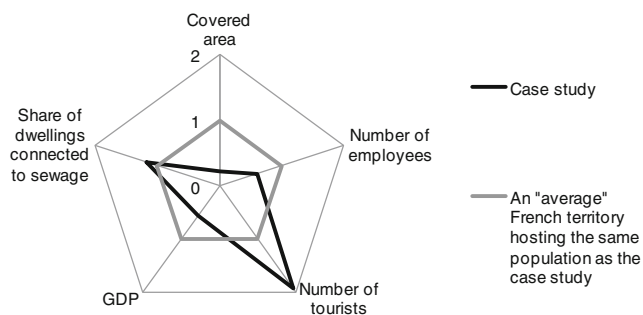 Covered
area
2
1
0
Share of
dwellings
connected
to sewage
Number of
employees
GDP
Number of
tourists
Case study
An "average"
French territory
hosting the same
population as the
case study